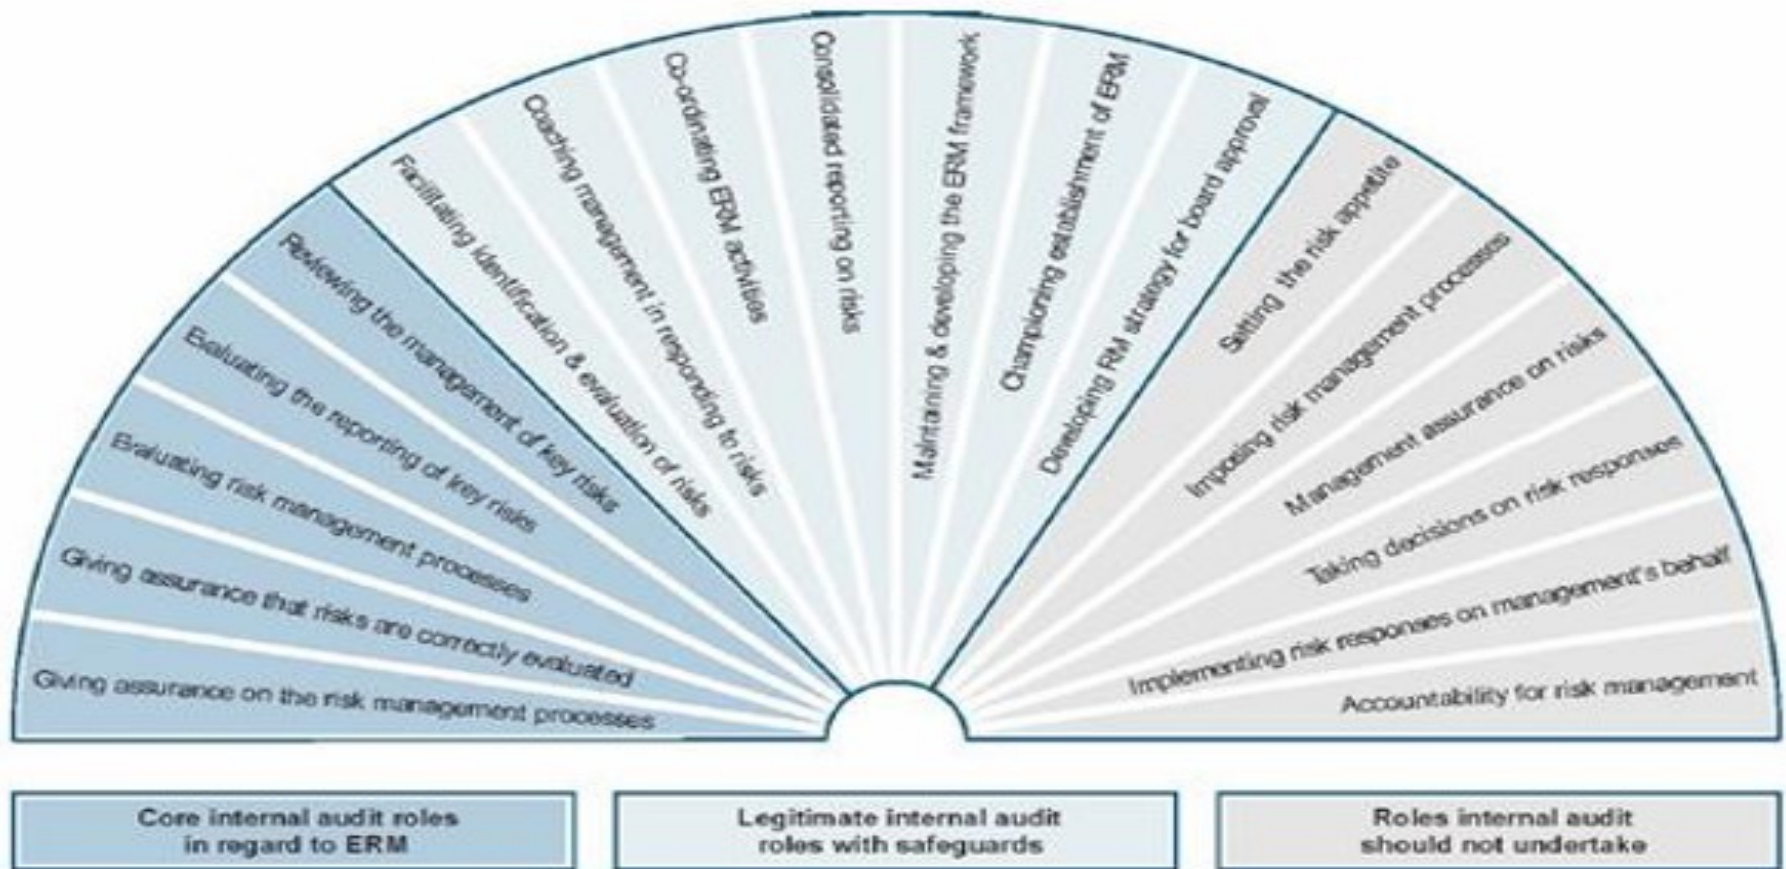 Giving assurance on the risk management processes
Giving assurance that risks are correctly evaluated
Evaluating risk management processes
Evaluating the reporting of key risks
Reviewing the management of key risks
Facilitating identification & evaluation of risks
Coaching management in responding to risks
Co-ordinating ERM activities
Consolidated reporting on risks
Maintaining & developing the ERM framework
Championing establishment of ERM
Developing RM strategy for board approval
Setting the risk appetite
Imposing risk management processes
Management assurance on risks
Taking decisions on risk responses
Implementing risk responses on management's behalf
Accountability for risk management
Core internal audit roles
in regard to ERM
Legitimate internal audit
roles with safeguards
Roles internal audit
should not undertake